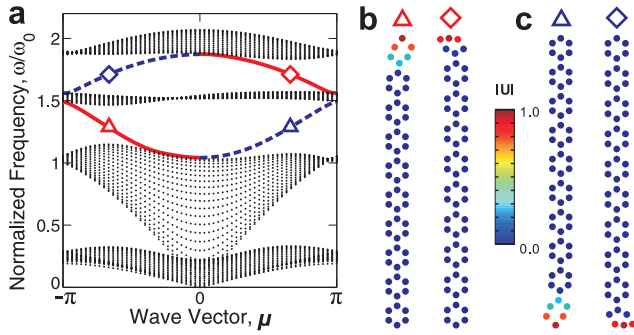 a
b
c
Normalized Frequency, ω/ω₀
2
1.5
1
0.5
0
-π
0
π
Wave Vector, μ
|U|
1.0
0.0